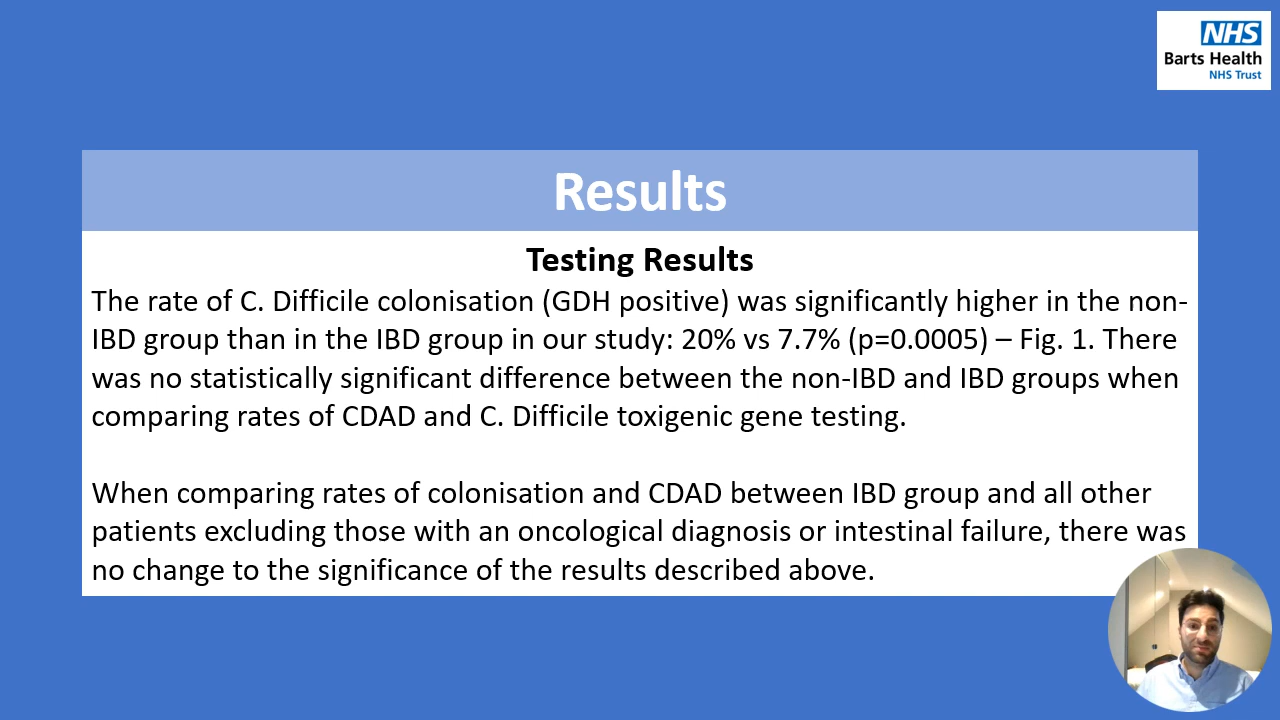 NHS
Barts Health
NHS Trust
Results
Testing Results
The rate of C. Difficile colonisation (GDH positive) was significantly higher in the non-
IBD group than in the IBD group in our study: 20% vs 7.7% (p=0.0005) – Fig. 1. There
was no statistically significant difference between the non-IBD and IBD groups when
comparing rates of CDAD and C. Difficile toxigenic gene testing.
When comparing rates of colonisation and CDAD between IBD group and all other
patients excluding those with an oncological diagnosis or intestinal failure, there was
no change to the significance of the results described above.